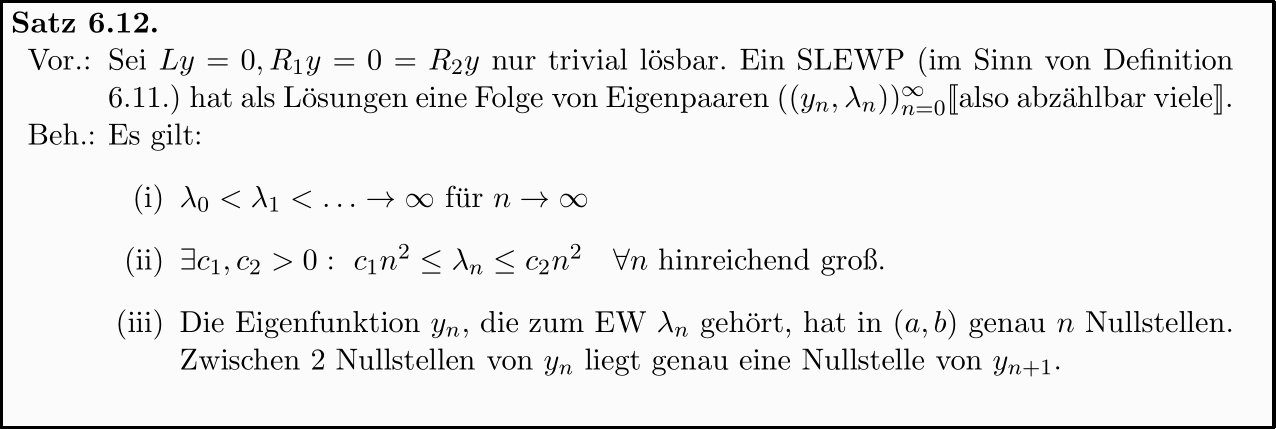 Satz 6.12.
Vor.: Sei Ly = 0, R₁y = 0 = R₂y nur trivial lösbar. Ein SLEWP (im Sinn von Definition
6.11.) hat als Lösungen eine Folge von Eigenpaaren ((yₙ, λₙ))_{n=0}^∞⟦also abzählbar viele⟧.
Beh.: Es gilt:
(i) λ₀ < λ₁ < … → ∞ für n → ∞
(ii) ∃c₁, c₂ > 0 : c₁n² ≤ λₙ ≤ c₂n² ∀n hinreichend groß.
(iii) Die Eigenfunktion yₙ, die zum EW λₙ gehört, hat in (a, b) genau n Nullstellen.
Zwischen 2 Nullstellen von yₙ liegt genau eine Nullstelle von yₙ₊₁.